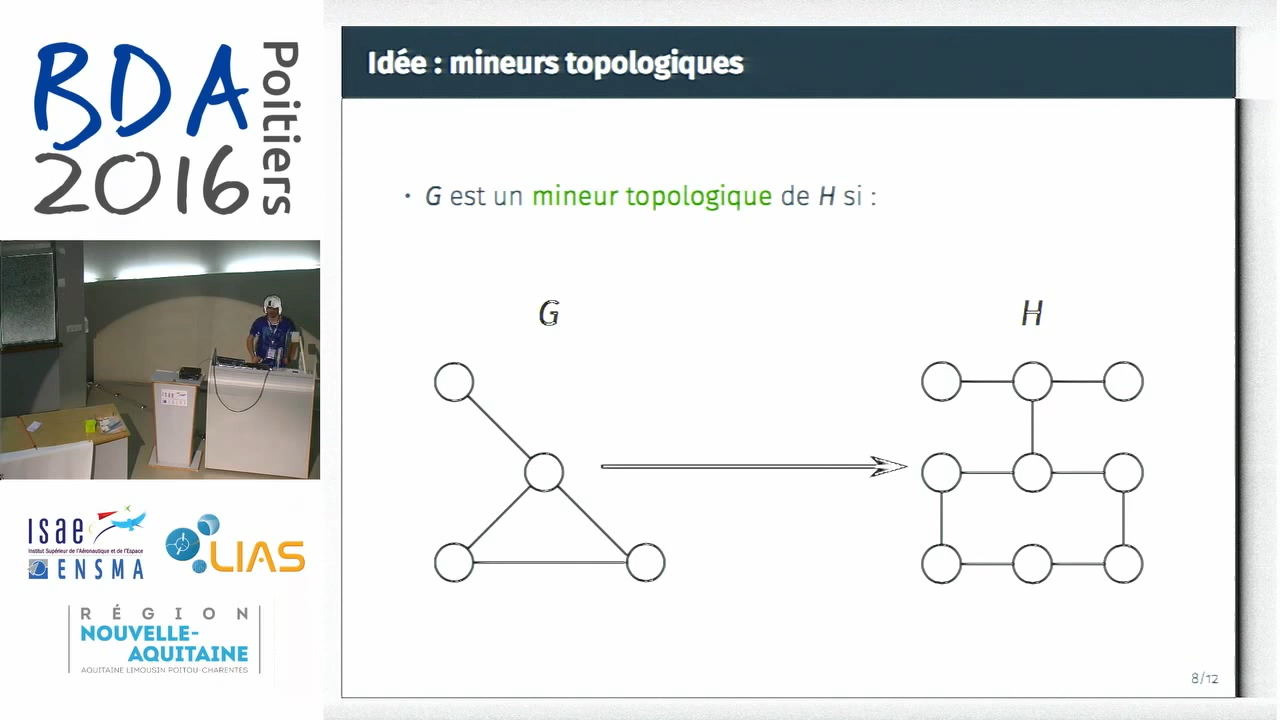 BDA
2016
Poitiers
isae
Institut Supérieur de l'Aéronautique et de l'Espace
ENSMA
LIAS
RÉGION
NOUVELLE-
AQUITAINE
AQUITAINE LIMOUSIN POITOU-CHARENTES
Idée : mineurs topologiques
• G est un mineur topologique de H si :
G
H
8/12